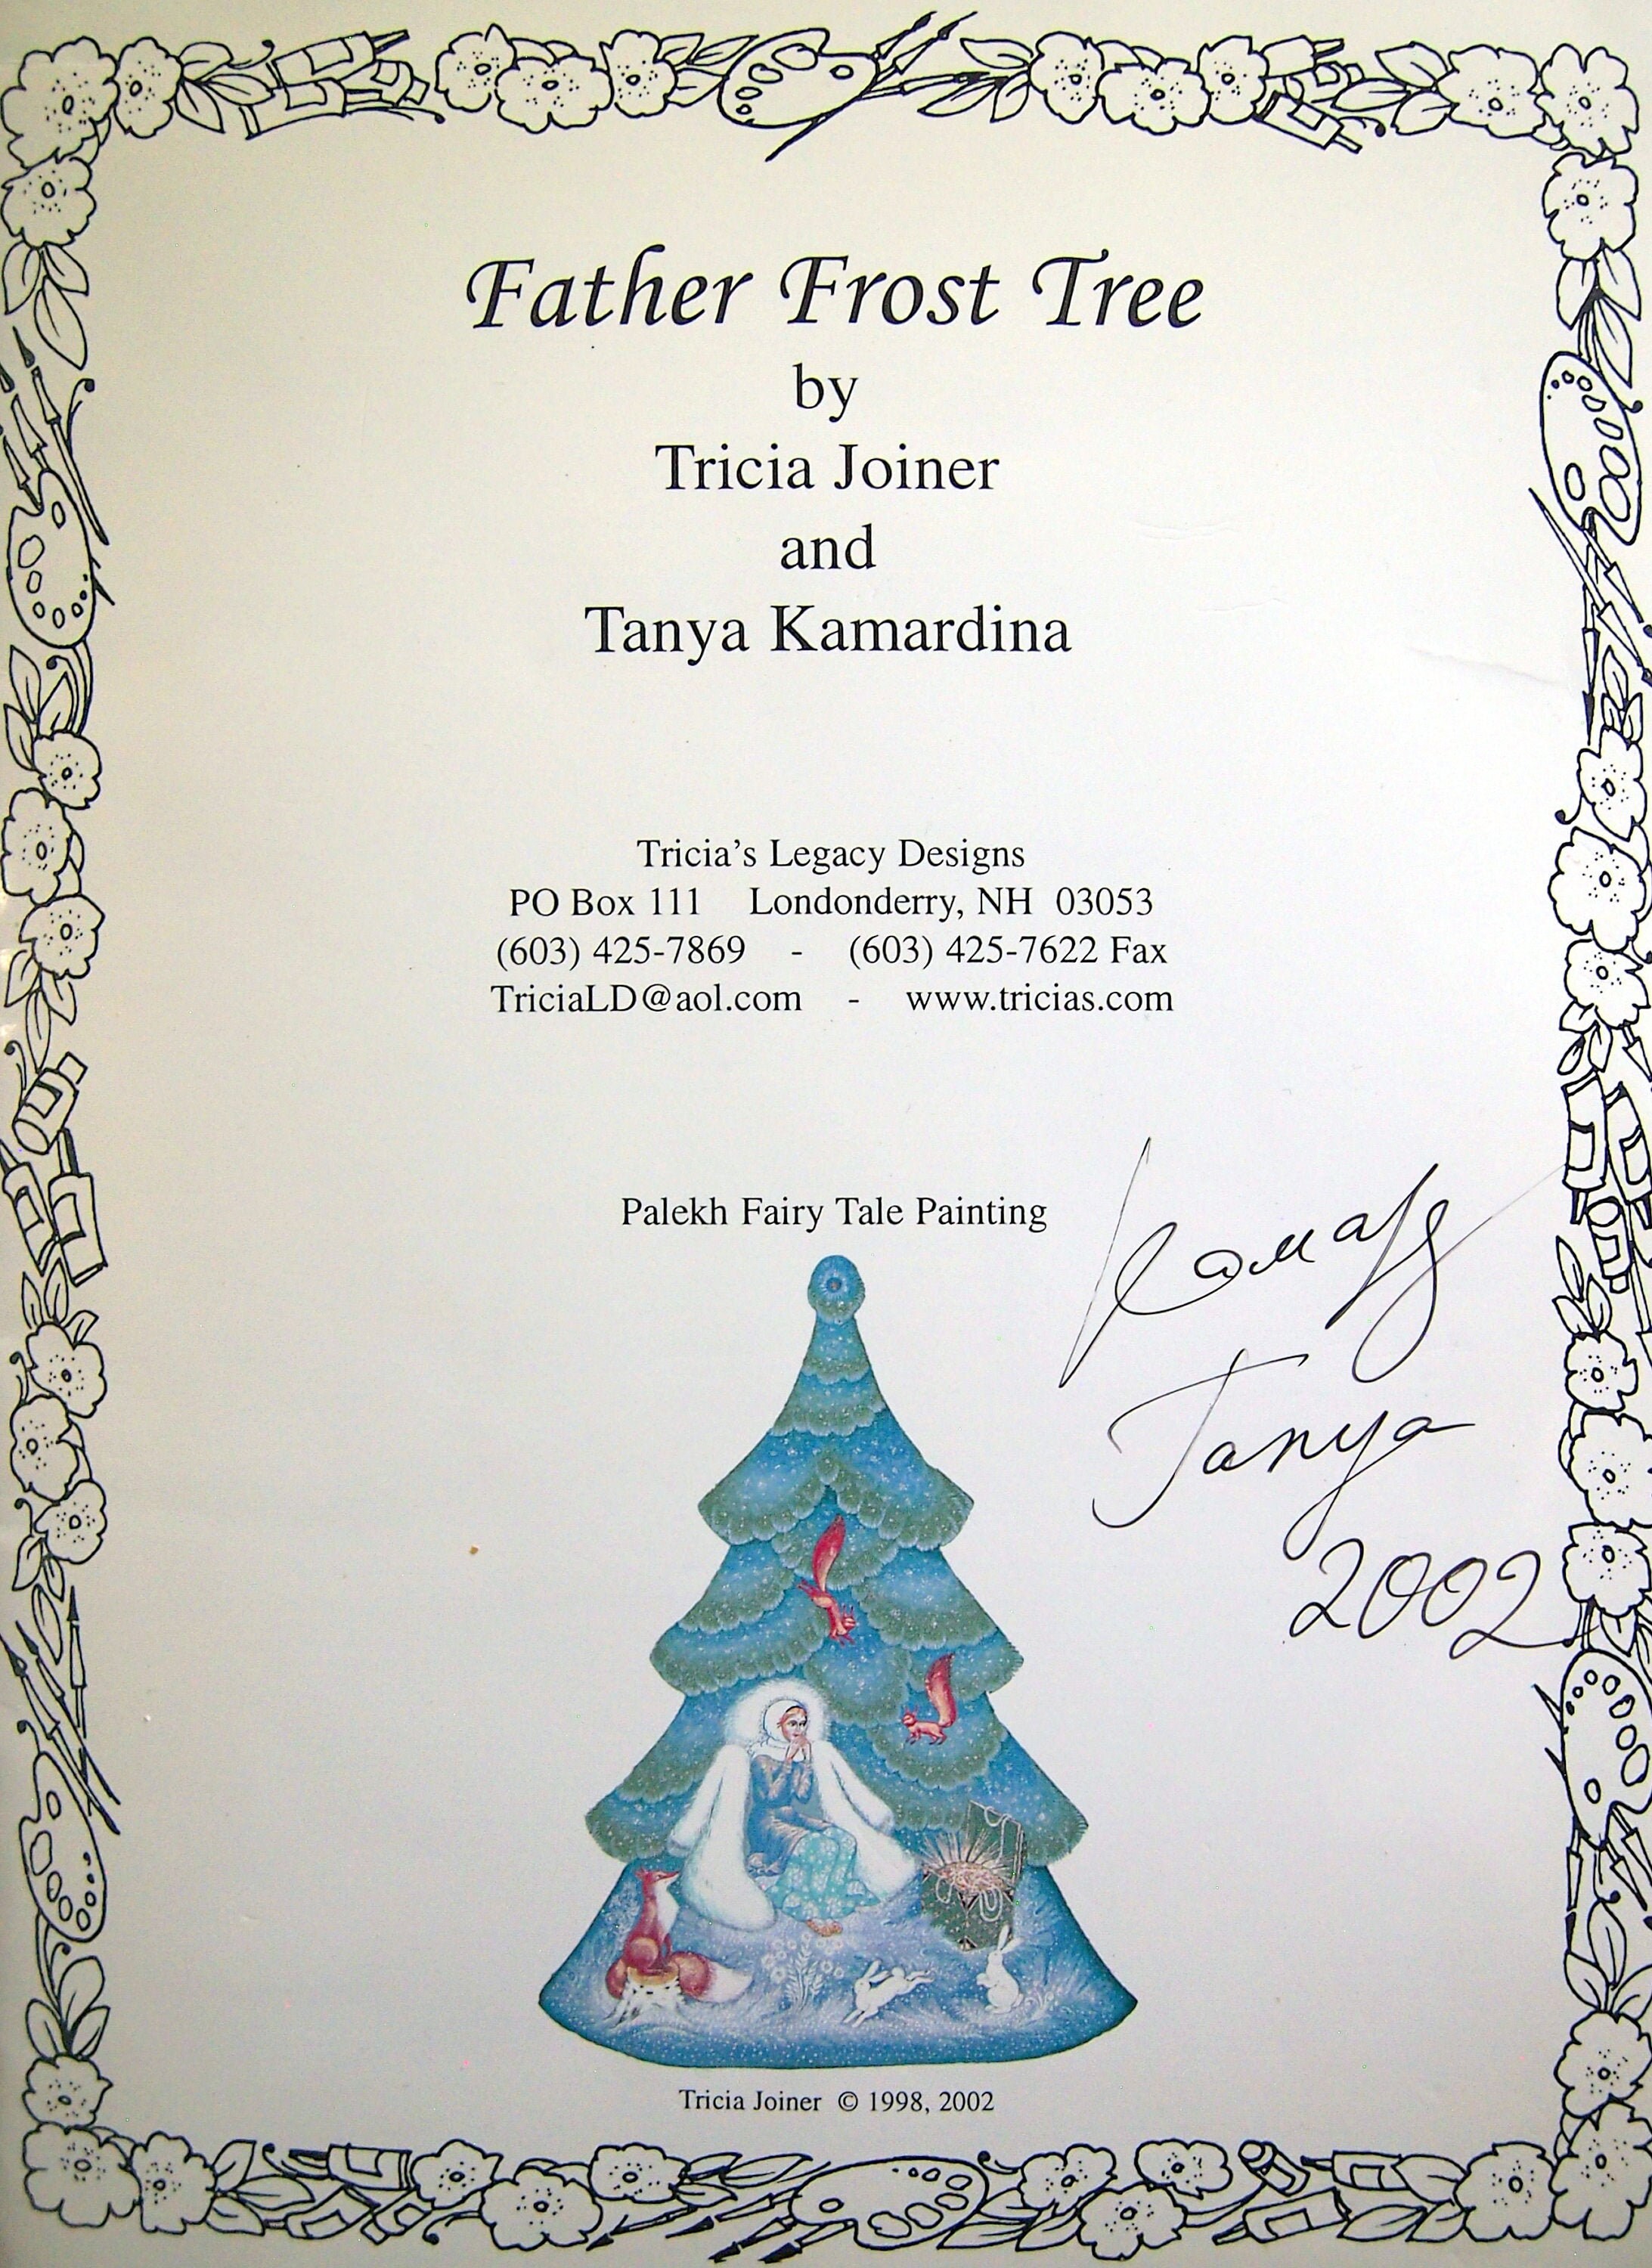 Father Frost Tree
by
Tricia Joiner
and
Tanya Kamardina
Tricia's Legacy Designs
PO Box 111 Londonderry, NH 03053
(603) 425-7869 - (603) 425-7622 Fax
TriciaLD@aol.com - www.tricias.com
Palekh Fairy Tale Painting
Tanya
2002
Tricia Joiner © 1998, 2002